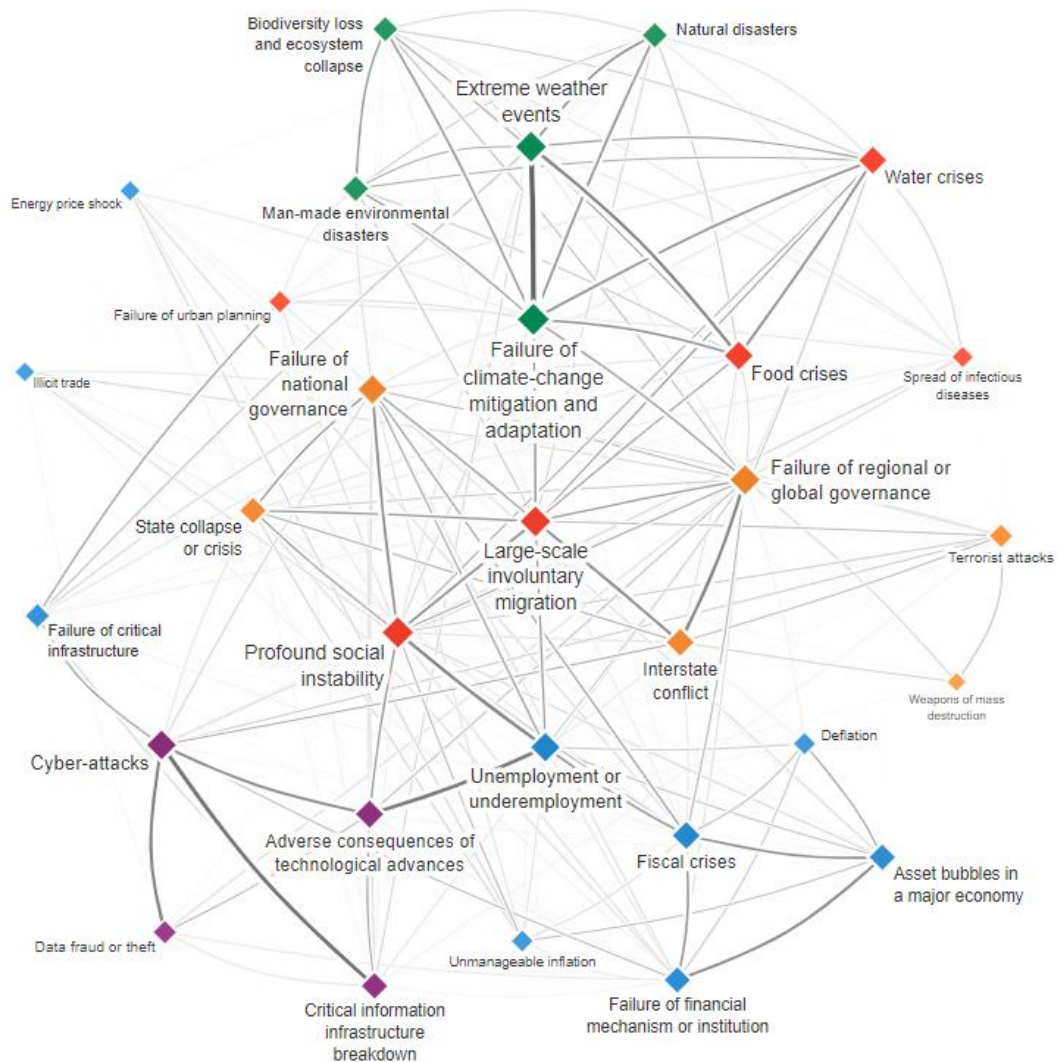 Biodiversity loss
and ecosystem
collapse
Natural disasters
Extreme weather
events
Water crises
Energy price shock
Man-made environmental
disasters
Failure of urban planning
Failure of
national
governance
Failure of
climate-change
mitigation and
adaptation
Food crises
Spread of infectious
diseases
Illicit trade
Failure of regional or
global governance
State collapse
or crisis
Large-scale
involuntary
migration
Terrorist attacks
Failure of critical
infrastructure
Profound social
instability
Interstate
conflict
Weapons of mass
destruction
Deflation
Cyber-attacks
Unemployment or
underemployment
Adverse consequences of
technological advances
Fiscal crises
Asset bubbles in
a major economy
Data fraud or theft
Unmanageable inflation
Critical information
infrastructure
breakdown
Failure of financial
mechanism or institution